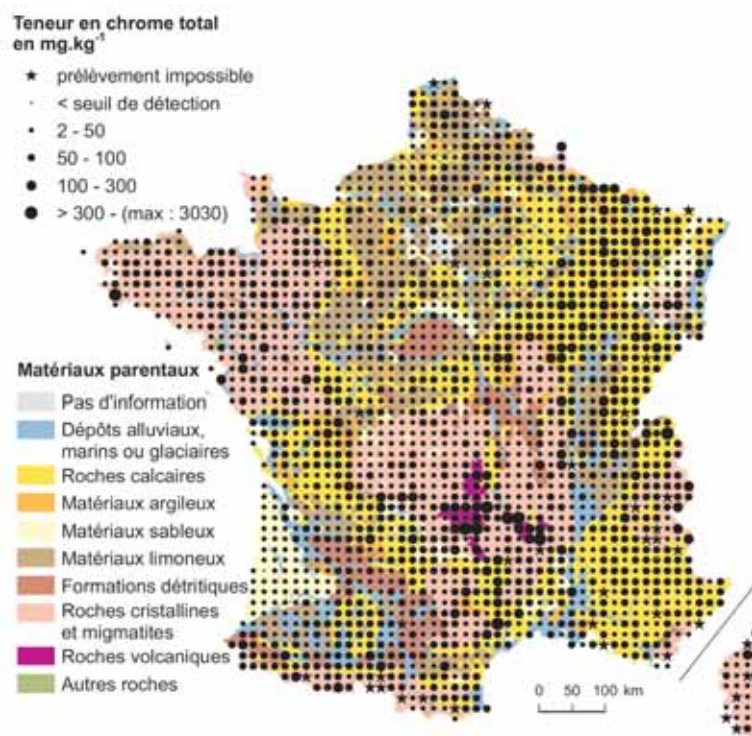 Teneur en chrome total
en mg.kg⁻¹
prélèvement impossible
< seuil de détection
2 - 50
50 - 100
100 - 300
> 300 - (max : 3030)
Matériaux parentaux
Pas d'information
Dépôts alluviaux,
marins ou glaciaires
Roches calcaires
Matériaux argileux
Matériaux sableux
Matériaux limoneux
Formations détritiques
Roches cristallines
et migmatites
Roches volcaniques
Autres roches
0 50 100 km